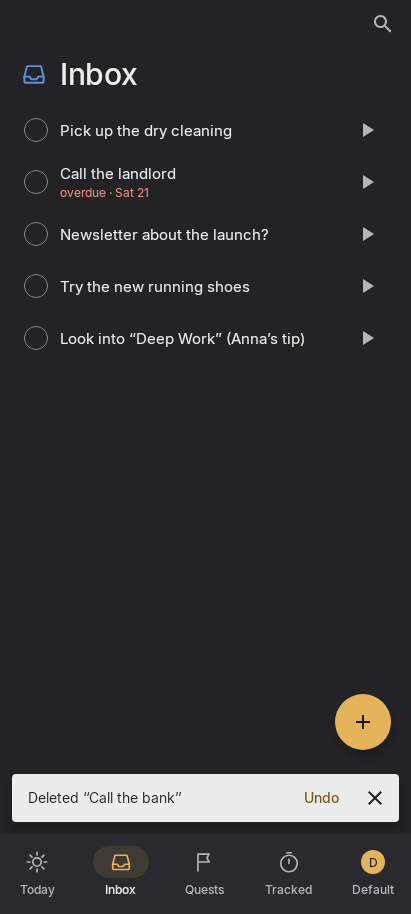 Inbox
Pick up the dry cleaning
Call the landlord
overdue · Sat 21
Newsletter about the launch?
Try the new running shoes
Look into “Deep Work” (Anna’s tip)
Deleted “Call the bank” Undo
D
Today Inbox Quests Tracked Default